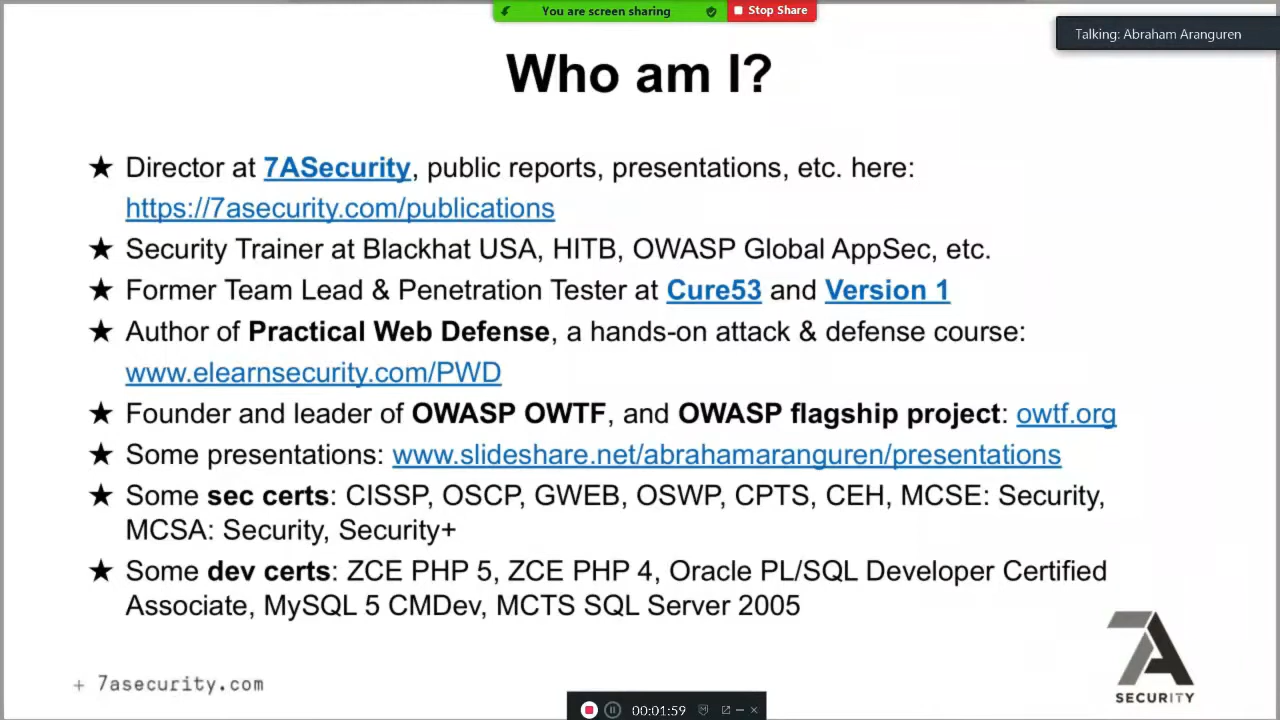 You are screen sharing
Stop Share
Talking: Abraham Aranguren
Who am I?
★ Director at 7ASecurity, public reports, presentations, etc. here:
https://7asecurity.com/publications
★ Security Trainer at Blackhat USA, HITB, OWASP Global AppSec, etc.
★ Former Team Lead & Penetration Tester at Cure53 and Version 1
★ Author of Practical Web Defense, a hands-on attack & defense course:
www.elearnsecurity.com/PWD
★ Founder and leader of OWASP OWTF, and OWASP flagship project: owtf.org
★ Some presentations: www.slideshare.net/abrahamaranguren/presentations
★ Some sec certs: CISSP, OSCP, GWEB, OSWP, CPTS, CEH, MCSE: Security,
MCSA: Security, Security+
★ Some dev certs: ZCE PHP 5, ZCE PHP 4, Oracle PL/SQL Developer Certified
Associate, MySQL 5 CMDev, MCTS SQL Server 2005
+ 7asecurity.com
7A
SECURITY
00:01:59